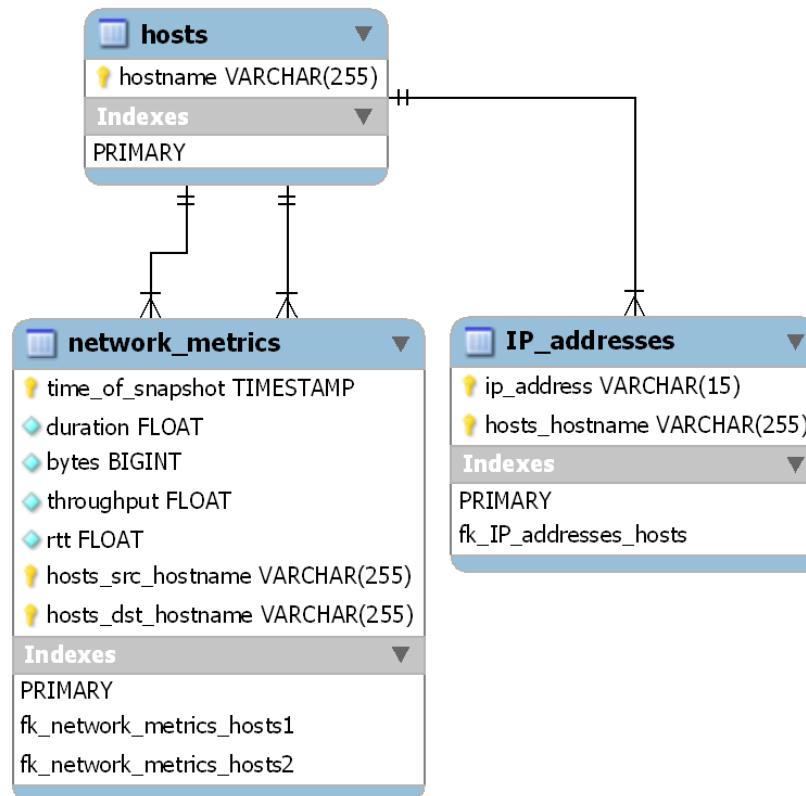 hosts
hostname VARCHAR(255)
Indexes
PRIMARY
network_metrics
time_of_snapshot TIMESTAMP
duration FLOAT
bytes BIGINT
throughput FLOAT
rtt FLOAT
hosts_src_hostname VARCHAR(255)
hosts_dst_hostname VARCHAR(255)
Indexes
PRIMARY
fk_network_metrics_hosts1
fk_network_metrics_hosts2
IP_addresses
ip_address VARCHAR(15)
hosts_hostname VARCHAR(255)
Indexes
PRIMARY
fk_IP_addresses_hosts